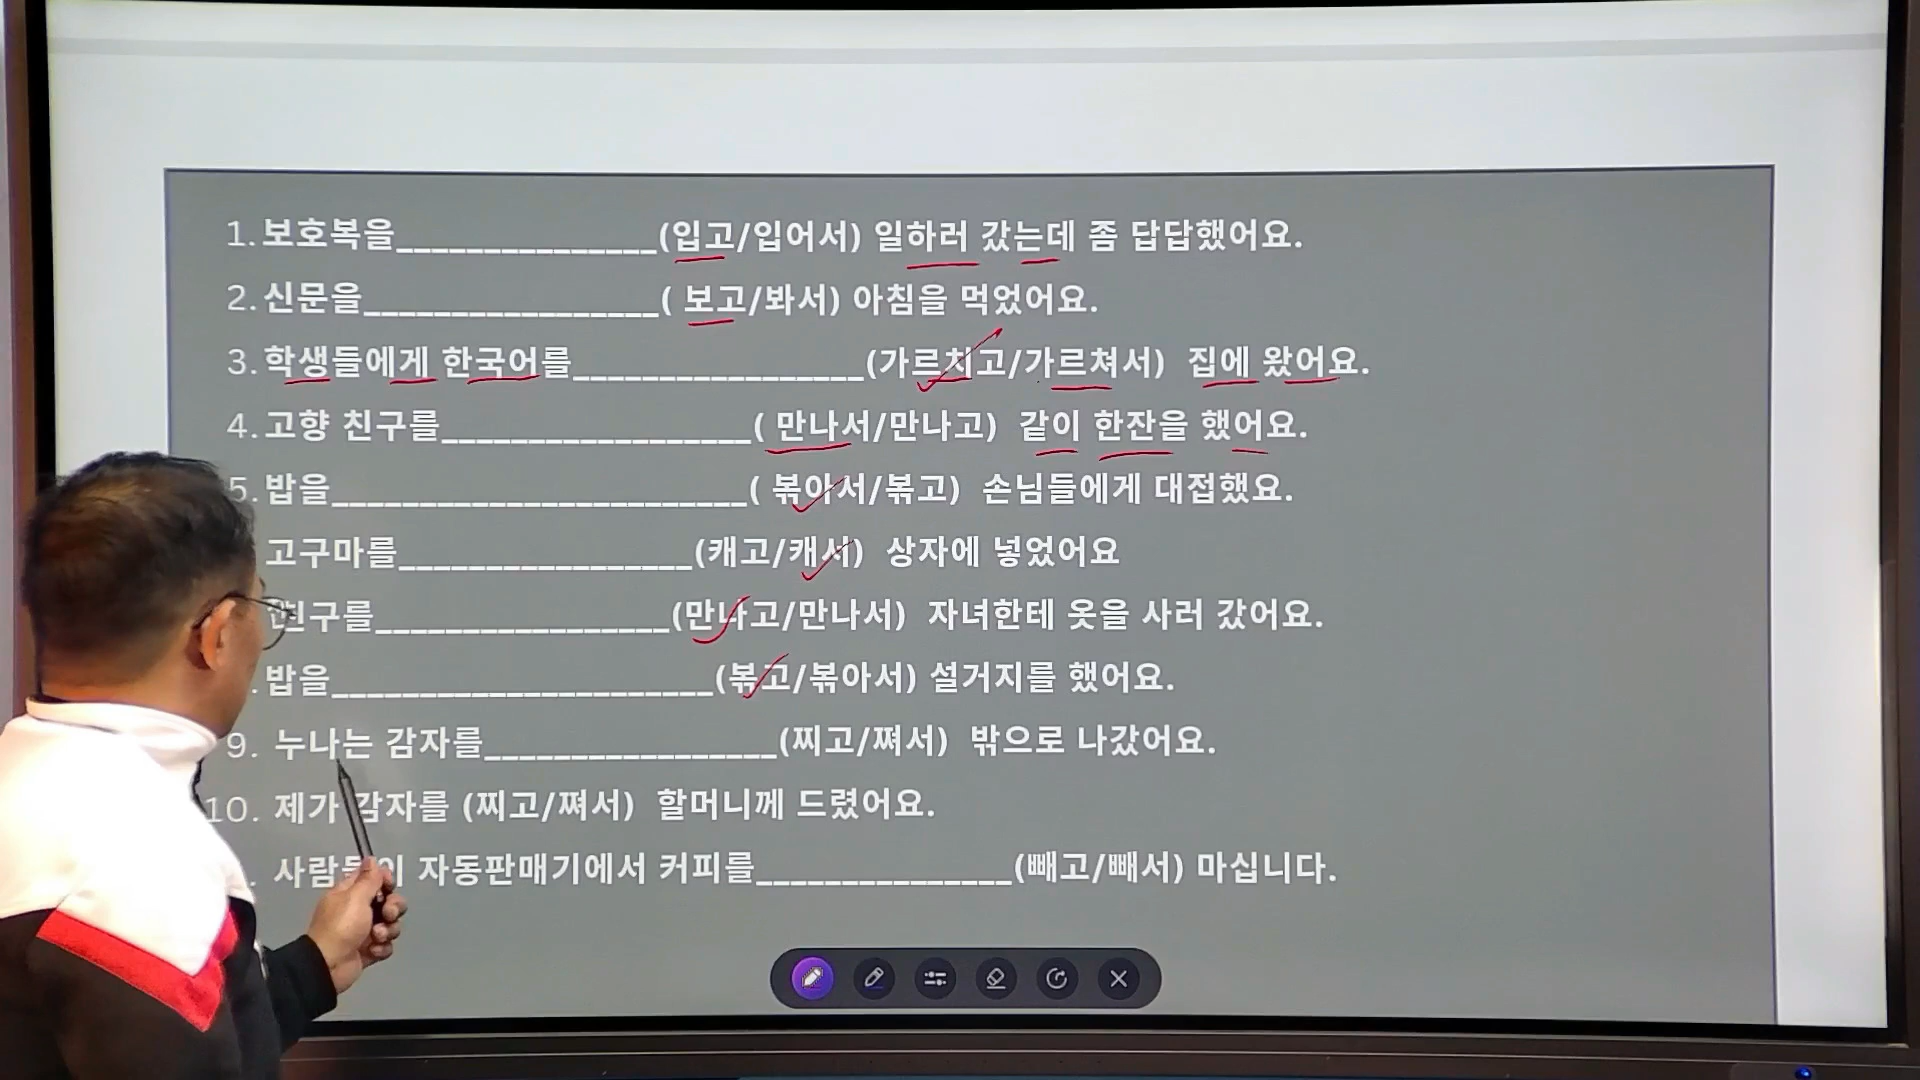 1. 보호복을_______________(입고/입어서) 일하러 갔는데 좀 답답했어요.
2. 신문을_________________( 보고/봐서) 아침을 먹었어요.
3. 학생들에게 한국어를_________________(가르치고/가르쳐서) 집에 왔어요.
4. 고향 친구를__________________( 만나서/만나고) 같이 한잔을 했어요.
5. 밥을________________________( 볶아서/볶고) 손님들에게 대접했요.
고구마를_________________(캐고/캐서) 상자에 넣었어요
친구를_________________(만나고/만나서) 자녀한테 옷을 사러 갔어요.
밥을______________________(볶고/볶아서) 설거지를 했어요.
9. 누나는 감자를_________________(찌고/쪄서) 밖으로 나갔어요.
10. 제가 감자를 (찌고/쪄서) 할머니께 드렸어요.
사람들이 자동판매기에서 커피를_______________(빼고/빼서) 마십니다.